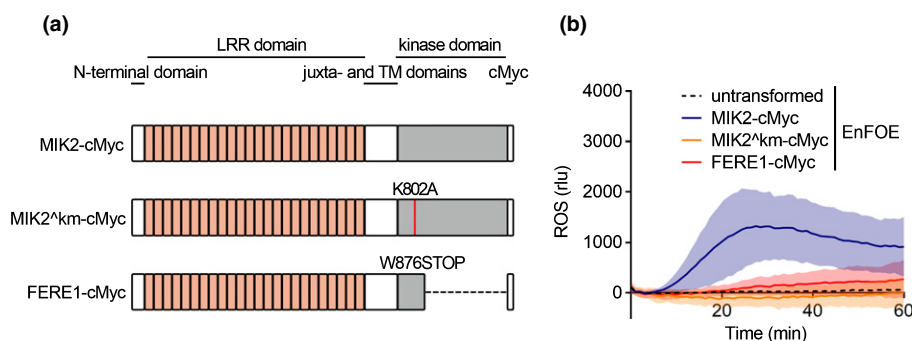 (a)
LRR domain
kinase domain
N-terminal domain
juxta- and TM domains
cMyc
MIK2-cMyc
K802A
MIK2^km-cMyc
W876STOP
FERE1-cMyc
(b)
ROS (rlu)
4000
3000
2000
1000
0
20
40
60
Time (min)
untransformed
MIK2-cMyc
MIK2^km-cMyc
FERE1-cMyc
EnFOE